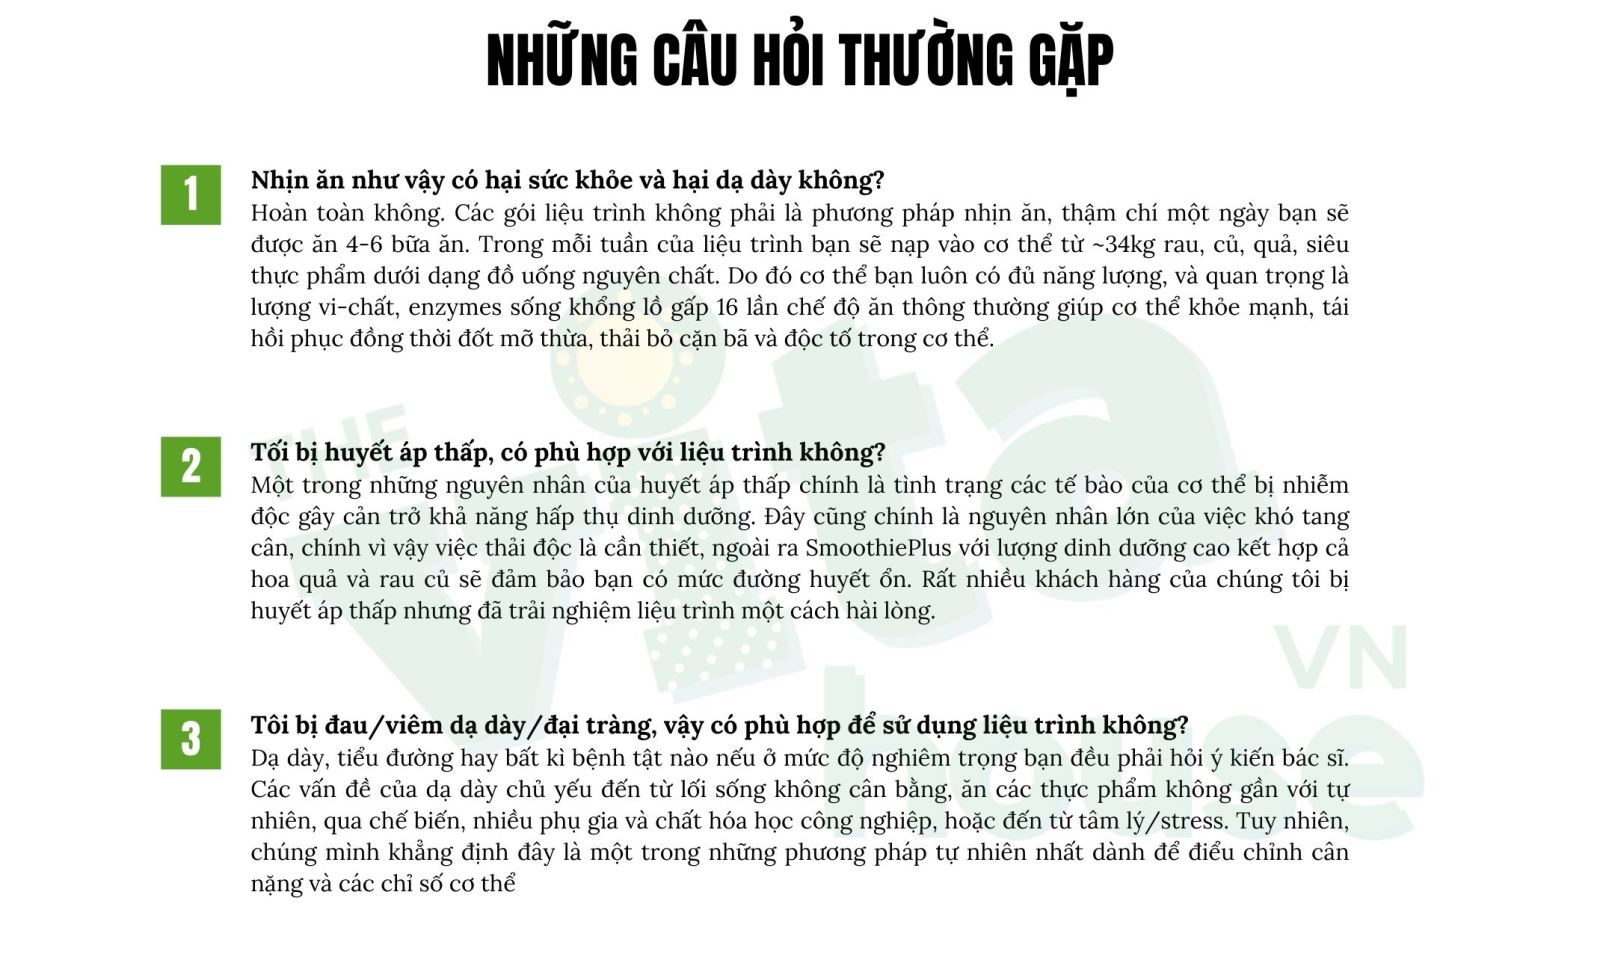 NHỮNG CÂU HỎI THƯỜNG GẶP
1
Nhịn ăn như vậy có hại sức khỏe và hại dạ dày không?
Hoàn toàn không. Các gói liệu trình không phải là phương pháp nhịn ăn, thậm chí một ngày bạn sẽ
được ăn 4-6 bữa ăn. Trong mỗi tuần của liệu trình bạn sẽ nạp vào cơ thể từ ~34kg rau, củ, quả, siêu
thực phẩm dưới dạng đồ uống nguyên chất. Do đó cơ thể bạn luôn có đủ năng lượng, và quan trọng là
lượng vi-chất, enzymes sống khổng lồ gấp 16 lần chế độ ăn thông thường giúp cơ thể khỏe mạnh, tái
hồi phục đồng thời đốt mỡ thừa, thải bỏ cặn bã và độc tố trong cơ thể.
2
Tối bị huyết áp thấp, có phù hợp với liệu trình không?
Một trong những nguyên nhân của huyết áp thấp chính là tình trạng các tế bào của cơ thể bị nhiễm
độc gây cản trở khả năng hấp thụ dinh dưỡng. Đây cũng chính là nguyên nhân lớn của việc khó tang
cân, chính vì vậy việc thải độc là cần thiết, ngoài ra SmoothiePlus với lượng dinh dưỡng cao kết hợp cả
hoa quả và rau củ sẽ đảm bảo bạn có mức đường huyết ổn. Rất nhiều khách hàng của chúng tôi bị
huyết áp thấp nhưng đã trải nghiệm liệu trình một cách hài lòng.
3
Tôi bị đau/viêm dạ dày/đại tràng, vậy có phù hợp để sử dụng liệu trình không?
Dạ dày, tiểu đường hay bất kì bệnh tật nào nếu ở mức độ nghiêm trọng bạn đều phải hỏi ý kiến bác sĩ.
Các vấn đề của dạ dày chủ yếu đến từ lối sống không cân bằng, ăn các thực phẩm không gần với tự
nhiên, qua chế biến, nhiều phụ gia và chất hóa học công nghiệp, hoặc đến từ tâm lý/stress. Tuy nhiên,
chúng mình khẳng định đây là một trong những phương pháp tự nhiên nhất dành để điểu chỉnh cân
nặng và các chỉ số cơ thể
THE
vita
VN
house